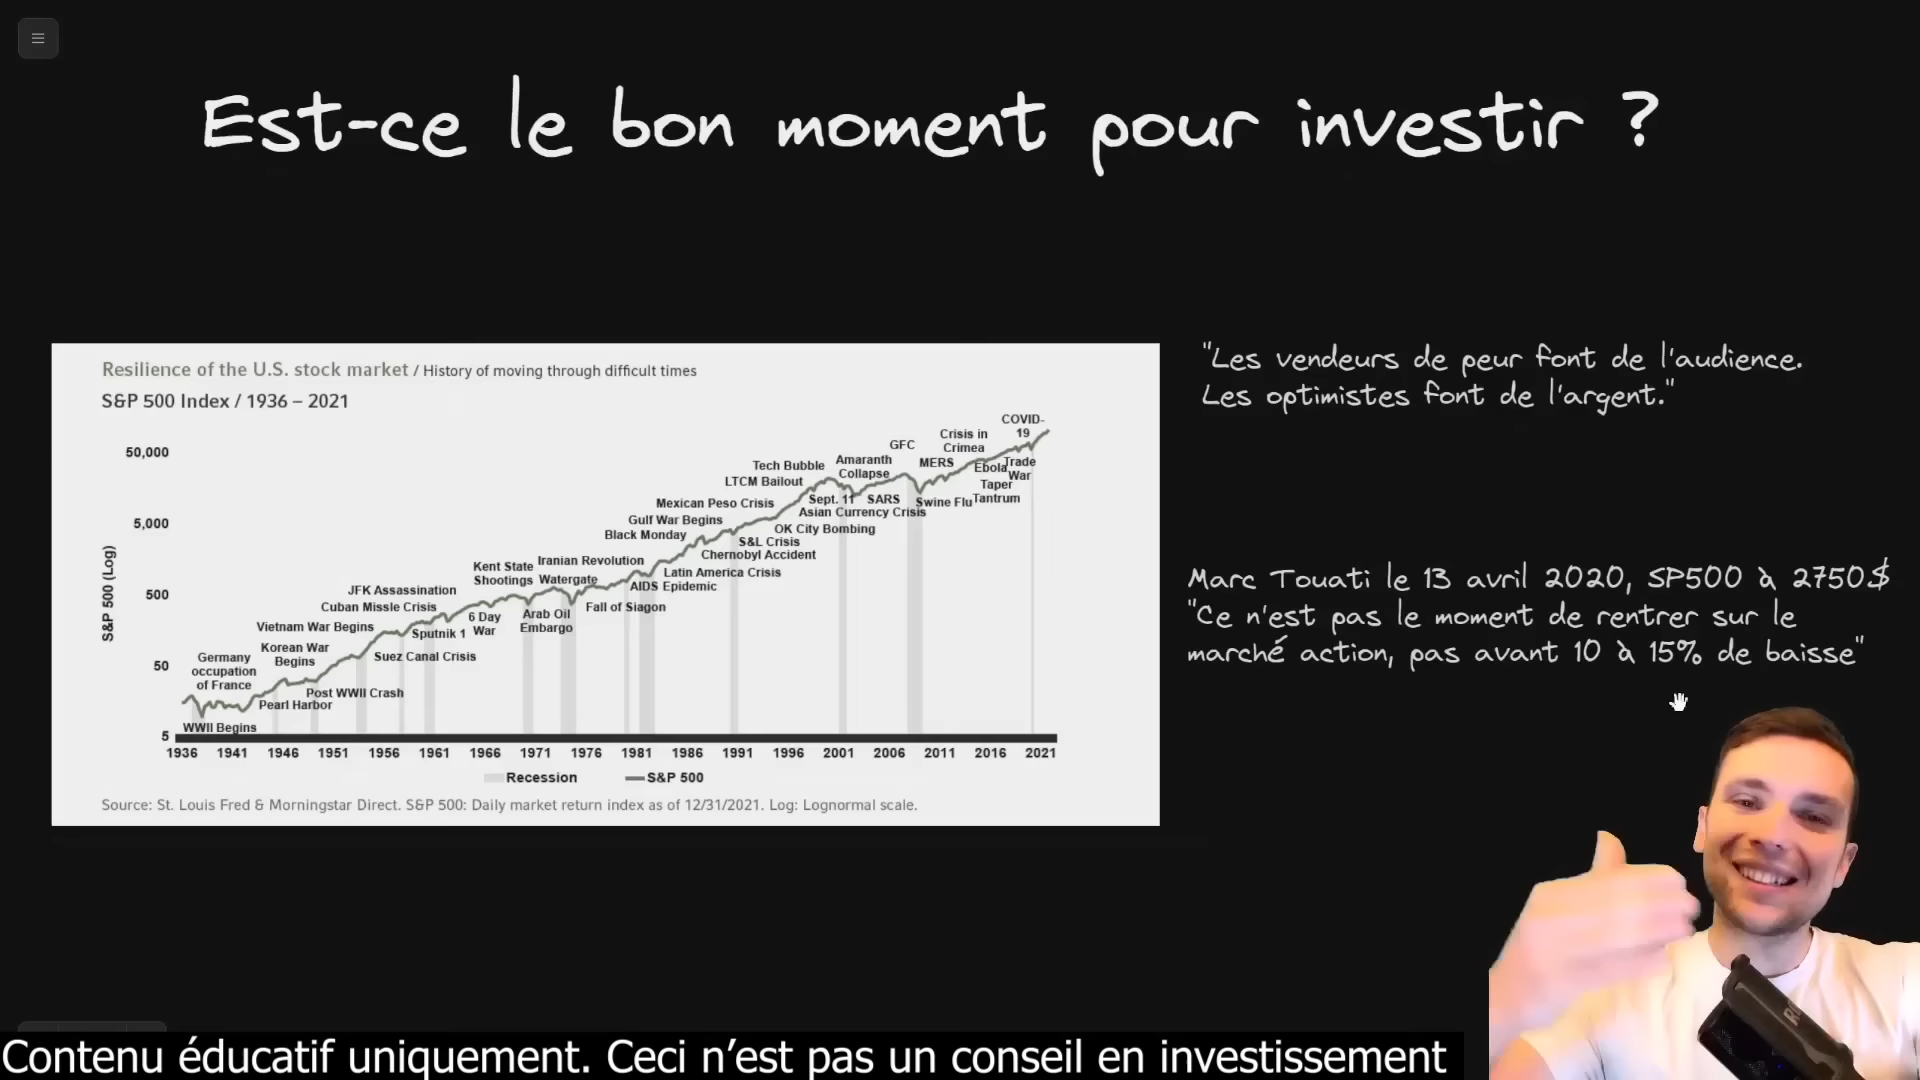 Est-ce le bon moment pour investir ?
Resilience of the U.S. stock market / History of moving through difficult times
S&P 500 Index / 1936 – 2021
"Les vendeurs de peur font de l'audience.
Les optimistes font de l'argent."
Marc Touati le 13 avril 2020, SP500 à 2750$
"Ce n'est pas le moment de rentrer sur le
marché action, pas avant 10 à 15% de baisse"
S&P 500 (Log)
50,000
5,000
500
50
5
WWII Begins
Germany
occupation
of France
Pearl Harbor
Korean War
Begins
Post WWII Crash
Vietnam War Begins
Suez Canal Crisis
Cuban Missle Crisis
JFK Assassination
Sputnik 1
6 Day
War
Kent State
Shootings
Arab Oil
Embargo
Watergate
Iranian Revolution
Fall of Siagon
AIDS Epidemic
Latin America Crisis
Black Monday
Gulf War Begins
Mexican Peso Crisis
Chernobyl Accident
S&L Crisis
OK City Bombing
Asian Currency Crisis
LTCM Bailout
Tech Bubble
Sept. 11
SARS
Amaranth
Collapse
GFC
MERS
Swine Flu
Crisis in
Crimea
Ebola
Taper
Tantrum
Trade
War
COVID-
19
1936 1941 1946 1951 1956 1961 1966 1971 1976 1981 1986 1991 1996 2001 2006 2011 2016 2021
Recession S&P 500
Source: St. Louis Fred & Morningstar Direct. S&P 500: Daily market return index as of 12/31/2021. Log: Lognormal scale.
Contenu éducatif uniquement. Ceci n'est pas un conseil en investissement